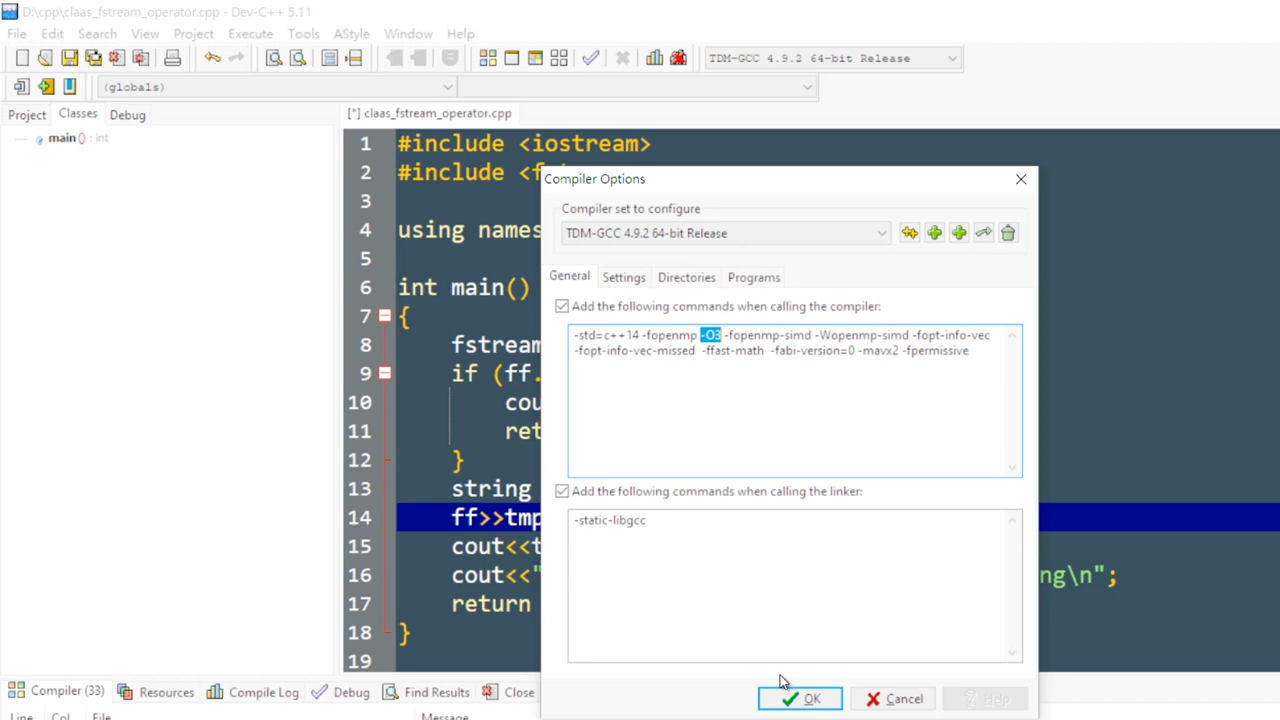 D:\cpp\claas_fstream_operator.cpp - Dev-C++ 5.11
File Edit Search View Project Execute Tools AStyle Window Help
TDM-GCC 4.9.2 64-bit Release
(globals)
Project Classes Debug
[*] claas_fstream_operator.cpp
main () : int
1 #include <iostream>
2 #include <f
3
4 using names
5
6 int main()
7 {
8 fstream
9 if (ff.
10 cou
11 ret
12 }
13 string
14 ff>>tmp
15 cout<<t
16 cout<<" ng\n";
17 return
18 }
19
Compiler Options
Compiler set to configure
TDM-GCC 4.9.2 64-bit Release
General Settings Directories Programs
Add the following commands when calling the compiler:
-std=c++14 -fopenmp -O3 -fopenmp-simd -Wopenmp-simd -fopt-info-vec
-fopt-info-vec-missed -ffast-math -fabi-version=0 -mavx2 -fpermissive
Add the following commands when calling the linker:
-static-libgcc
OK Cancel Help
Compiler (33) Resources Compile Log Debug Find Results Close
Line Col File Message